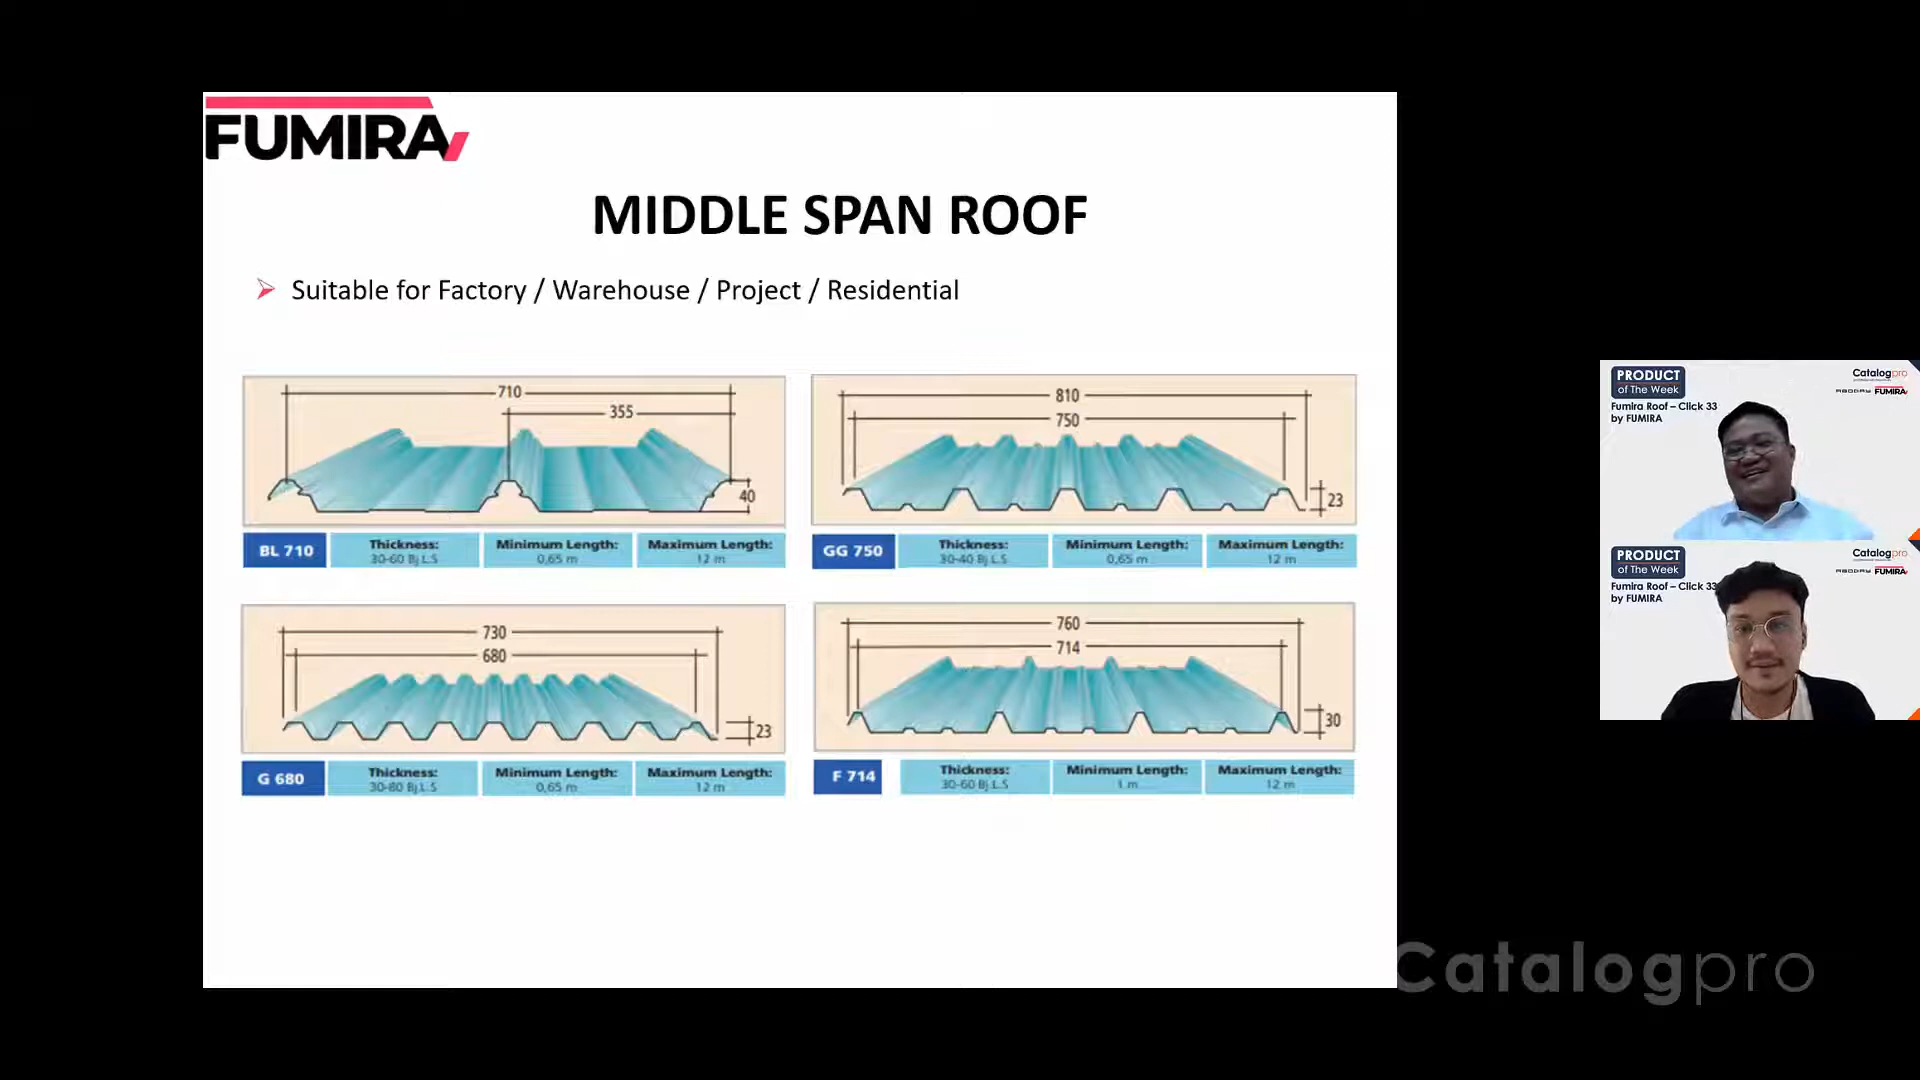 FUMIRA
MIDDLE SPAN ROOF
Suitable for Factory / Warehouse / Project / Residential
710
355
40
BL 710
Thickness:
30-60 Bj.L.S
Minimum Length:
0,65 m
Maximum Length:
12 m
810
750
23
GG 750
Thickness:
30-40 Bj.L.S
Minimum Length:
0,65 m
Maximum Length:
12 m
730
680
23
G 680
Thickness:
30-80 Bj.L.S
Minimum Length:
0,65 m
Maximum Length:
12 m
760
714
30
F 714
Thickness:
30-60 Bj.L.S
Minimum Length:
1 m
Maximum Length:
12 m
PRODUCT
of The Week
Fumira Roof – Click 33
by FUMIRA
Catalogpro
FUMIRA
PRODUCT
of The Week
Fumira Roof – Click 33
by FUMIRA
Catalogpro
FUMIRA
Catalogpro